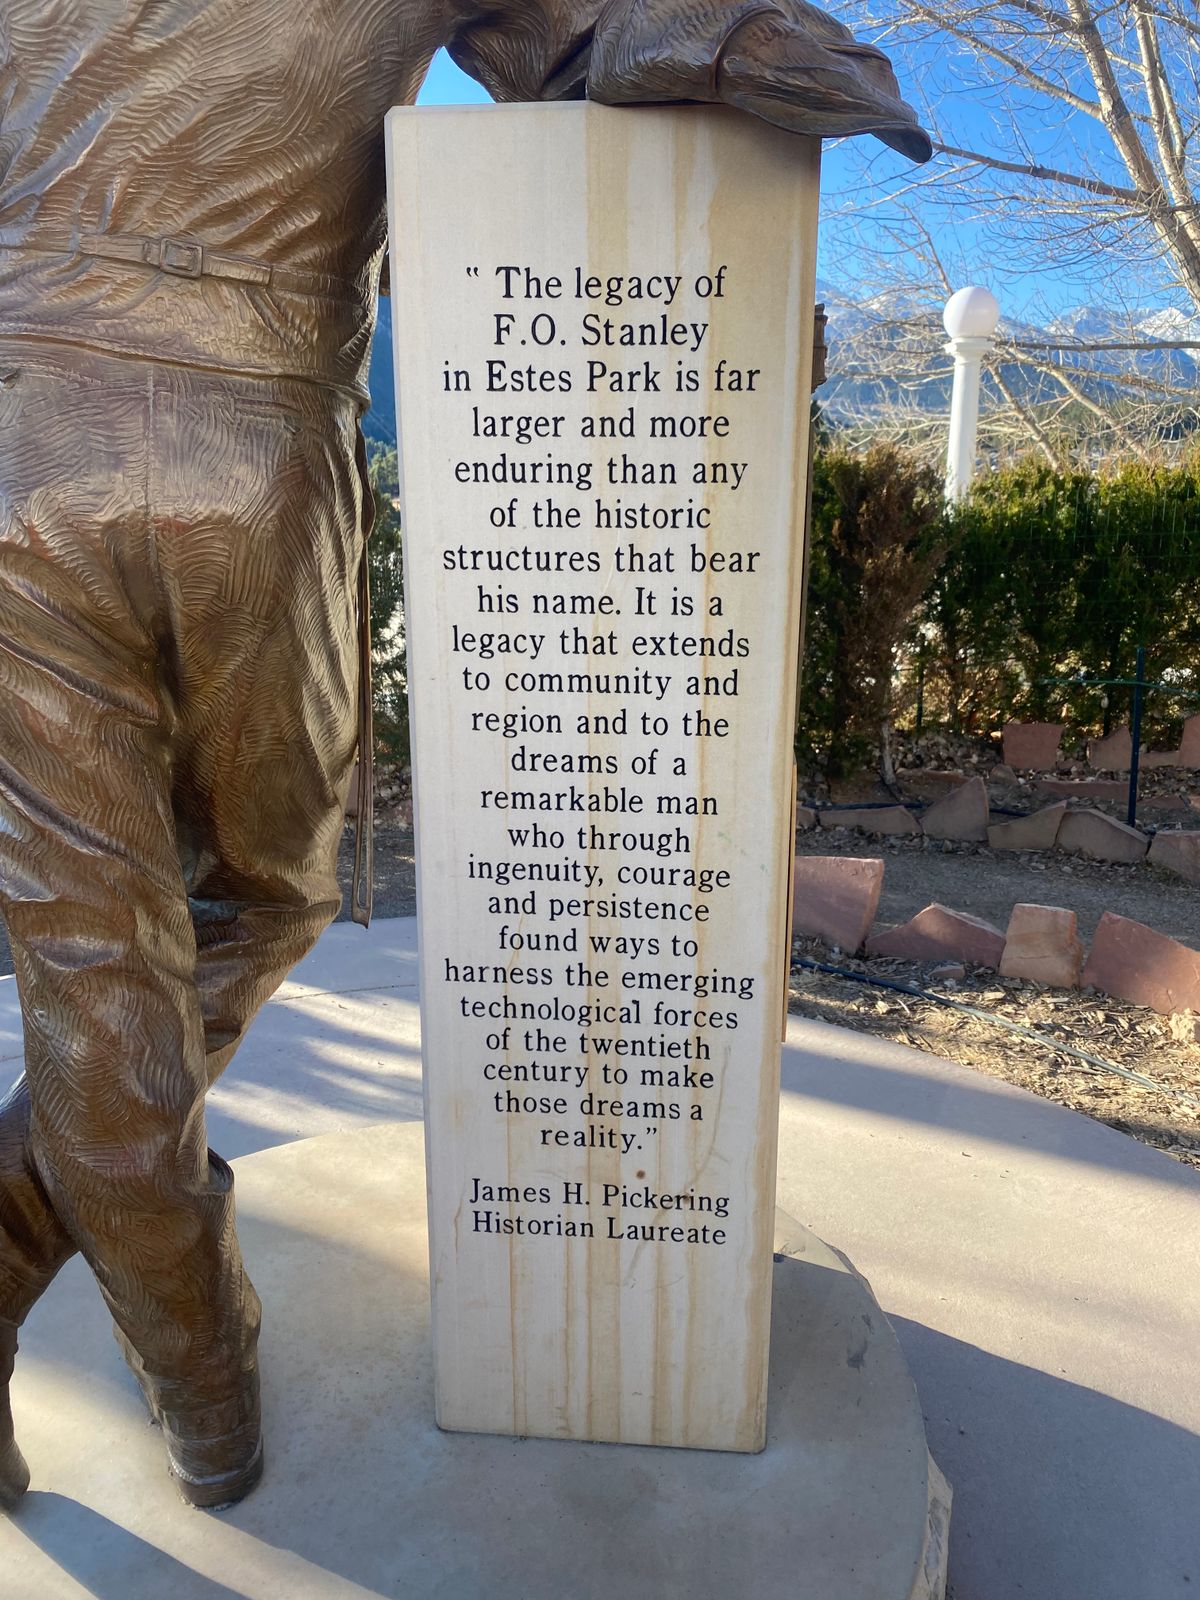 “ The legacy of
F.O. Stanley
in Estes Park is far
larger and more
enduring than any
of the historic
structures that bear
his name. It is a
legacy that extends
to community and
region and to the
dreams of a
remarkable man
who through
ingenuity, courage
and persistence
found ways to
harness the emerging
technological forces
of the twentieth
century to make
those dreams a
reality.”
James H. Pickering
Historian Laureate